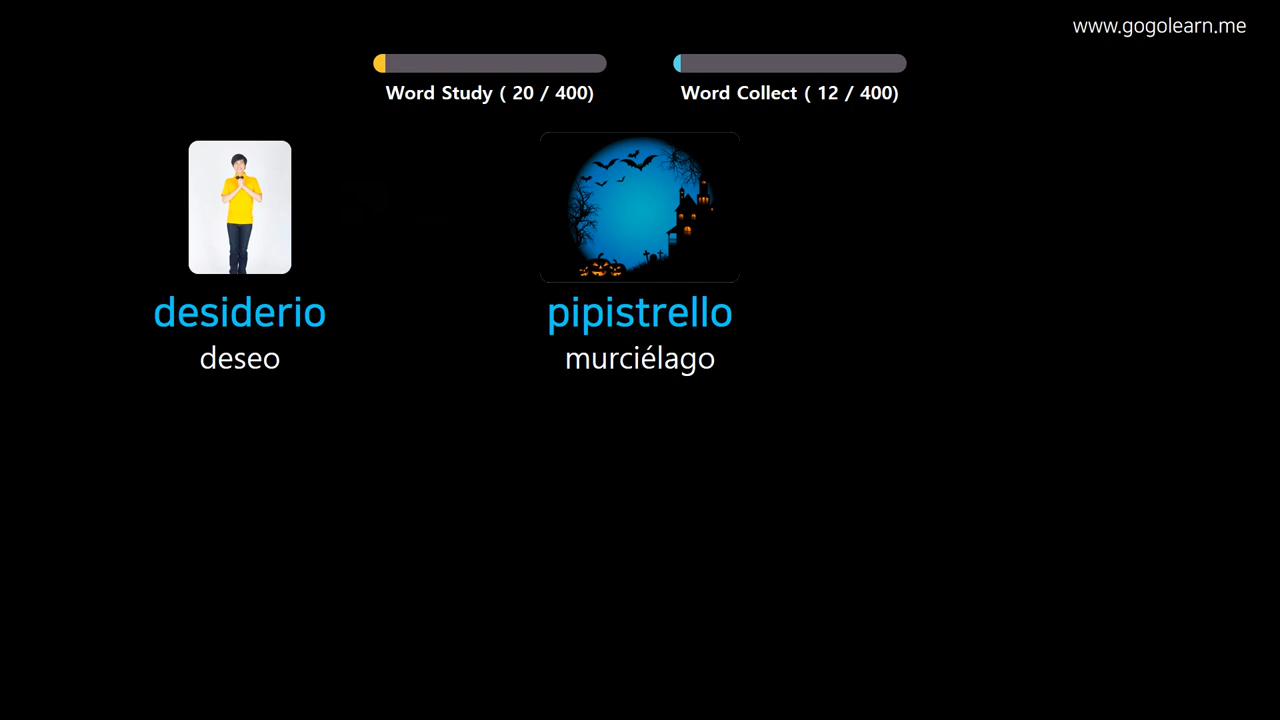 www.gogolearn.me
Word Study ( 20 / 400)
Word Collect ( 12 / 400)
desiderio
deseo
pipistrello
murciélago